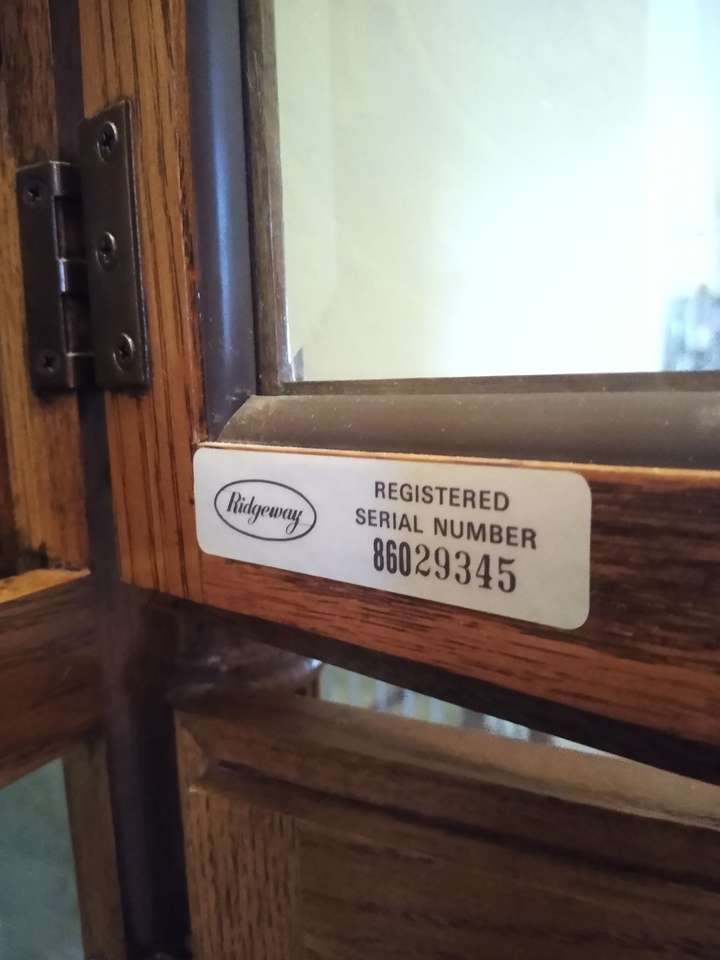 Ridgeway
REGISTERED
SERIAL NUMBER
86029345